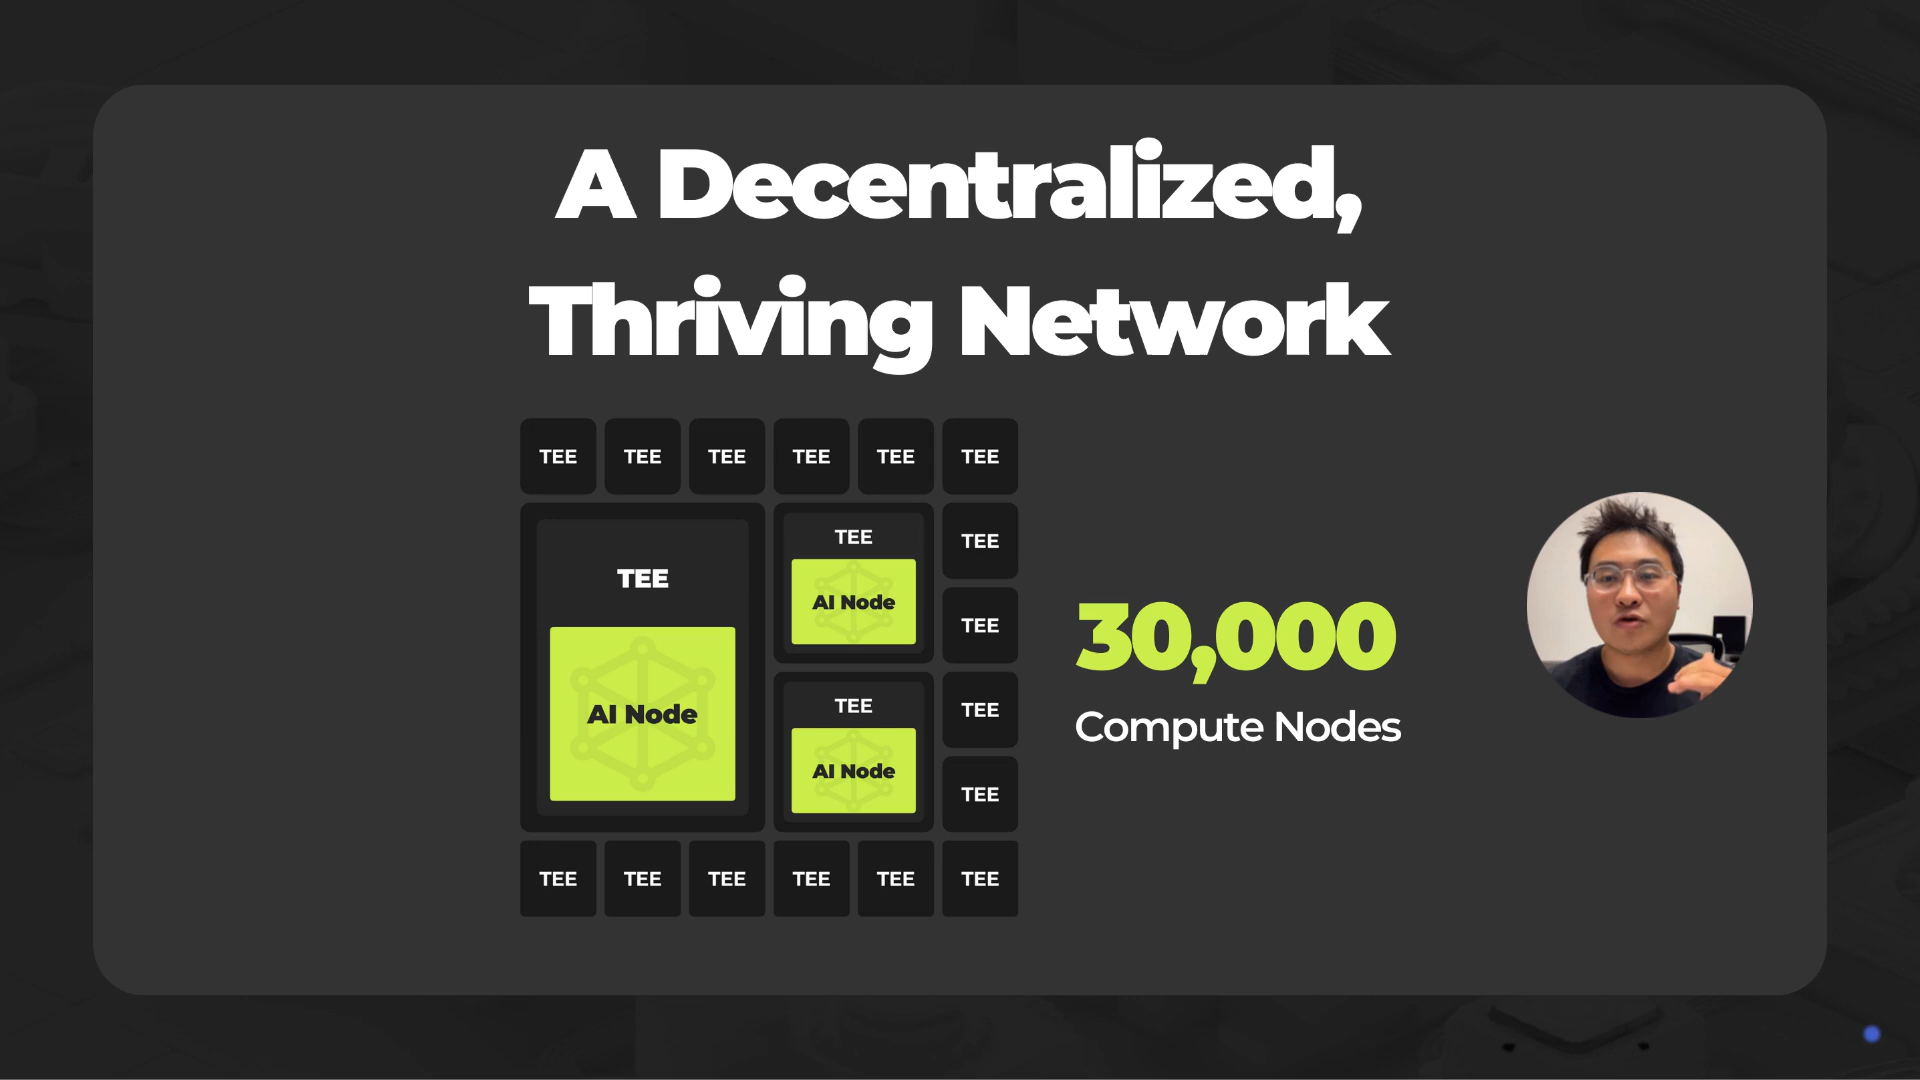 A Decentralized,
Thriving Network
TEE TEE TEE TEE TEE TEE
TEE
AI Node
TEE
AI Node
TEE
AI Node
TEE
TEE
TEE
TEE
TEE TEE TEE TEE TEE TEE
30,000
Compute Nodes